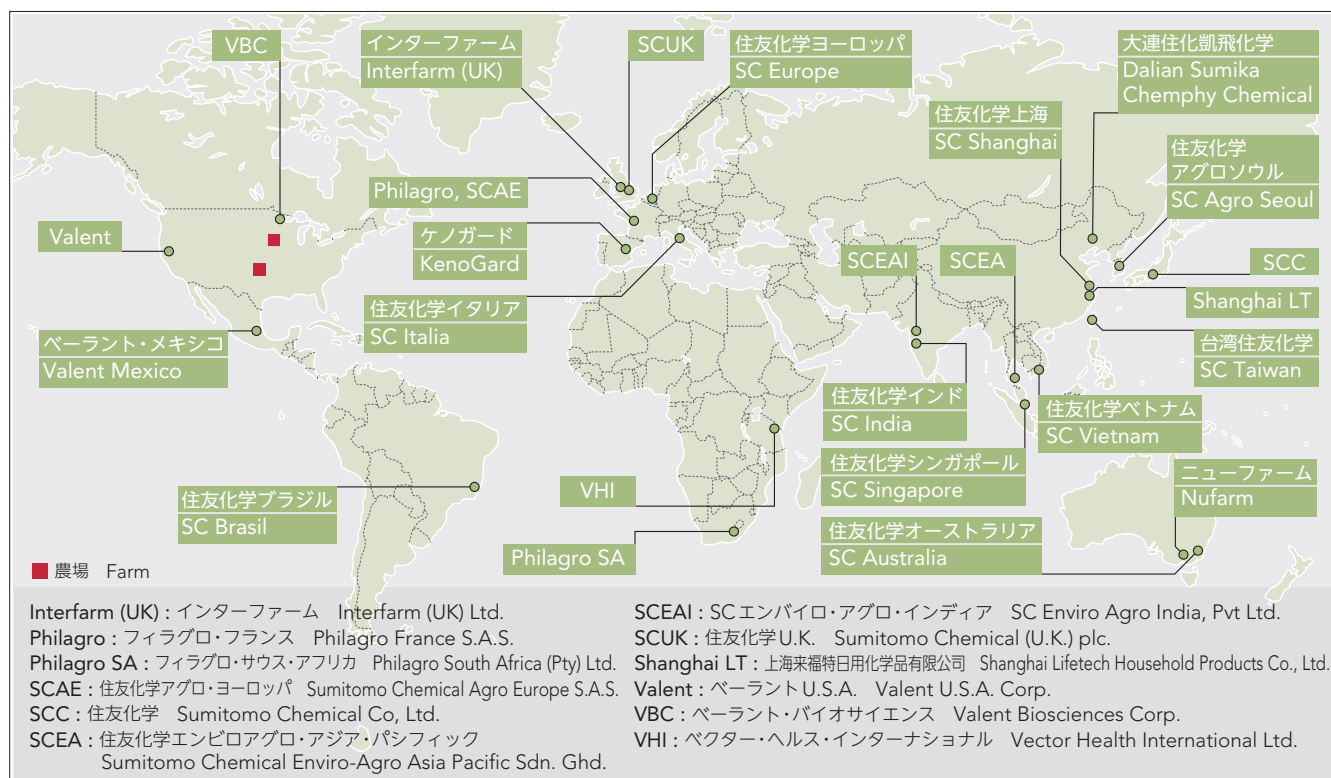 VBC
インターファーム
Interfarm (UK)
SCUK
住友化学ヨーロッパ
SC Europe
大連住化凱飛化学
Dalian Sumika
Chemphy Chemical
住友化学上海
SC Shanghai
住友化学
アグロソウル
SC Agro Seoul
Philagro, SCAE
Valent
ケノガード
KenoGard
SCEAI
SCEA
SCC
Shanghai LT
住友化学イタリア
SC Italia
ベーラント・メキシコ
Valent Mexico
台湾住友化学
SC Taiwan
住友化学インド
SC India
住友化学ベトナム
SC Vietnam
住友化学シンガポール
SC Singapore
ニューファーム
Nufarm
住友化学ブラジル
SC Brasil
VHI
Philagro SA
住友化学オーストラリア
SC Australia
農場 Farm
Interfarm (UK) : インターファーム Interfarm (UK) Ltd.
Philagro : フィラグロ・フランス Philagro France S.A.S.
Philagro SA : フィラグロ・サウス・アフリカ Philagro South Africa (Pty) Ltd.
SCAE : 住友化学アグロ・ヨーロッパ Sumitomo Chemical Agro Europe S.A.S.
SCC : 住友化学 Sumitomo Chemical Co, Ltd.
SCEA : 住友化学エンビロアグロ・アジア・パシフィック
Sumitomo Chemical Enviro-Agro Asia Pacific Sdn. Ghd.
SCEAI : SCエンバイロ・アグロ・インディア SC Enviro Agro India, Pvt Ltd.
SCUK : 住友化学U.K. Sumitomo Chemical (U.K.) plc.
Shanghai LT : 上海来福特日用化学品有限公司 Shanghai Lifetech Household Products Co., Ltd.
Valent : ベーラントU.S.A. Valent U.S.A. Corp.
VBC : ベーラント・バイオサイエンス Valent Biosciences Corp.
VHI : ベクター・ヘルス・インターナショナル Vector Health International Ltd.